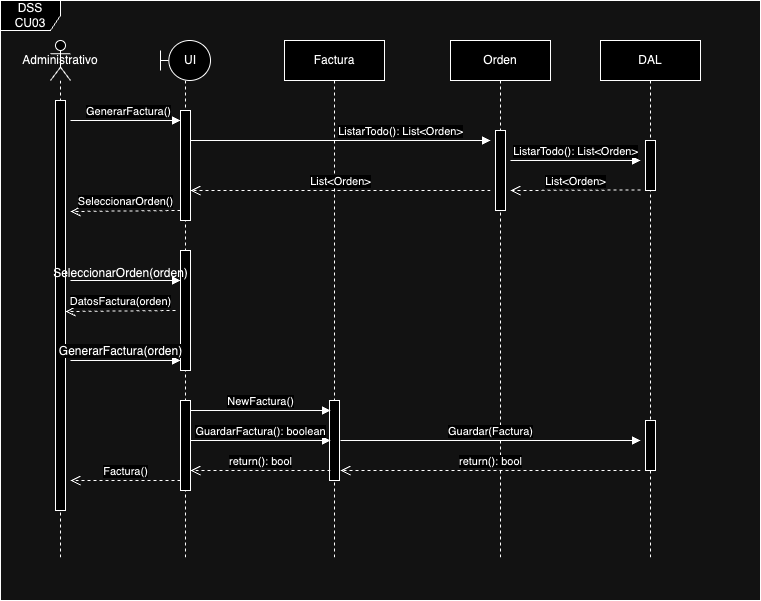 DSS
CU03
Administrativo
UI
Factura
Orden
DAL
GenerarFactura()
ListarTodo(): List<Orden>
ListarTodo(): List<Orden>
List<Orden>
List<Orden>
SeleccionarOrden()
SeleccionarOrden(orden)
DatosFactura(orden)
GenerarFactura(orden)
NewFactura()
GuardarFactura(): boolean
Guardar(Factura)
return(): bool
return(): bool
Factura()